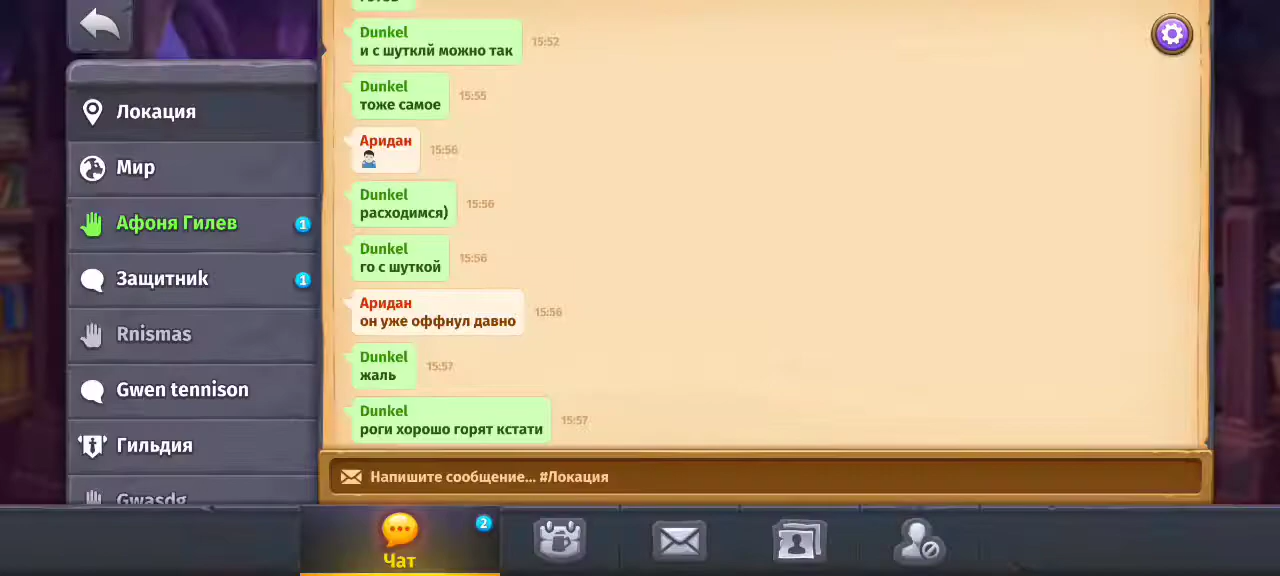 Dunkel
и с шутклй можно так
15:52
Dunkel
тоже самое
15:55
Аридан
15:56
Dunkel
расходимся)
15:56
Dunkel
го с шуткой
15:56
Аридан
он уже оффнул давно
15:56
Dunkel
жаль
15:57
Dunkel
роги хорошо горят кстати
15:57
Напишите сообщение... #Локация
Локация
Мир
Афоня Гилев
1
Защитник
1
Rnismas
Gwen tennison
Гильдия
Gwasdg
Чат
2